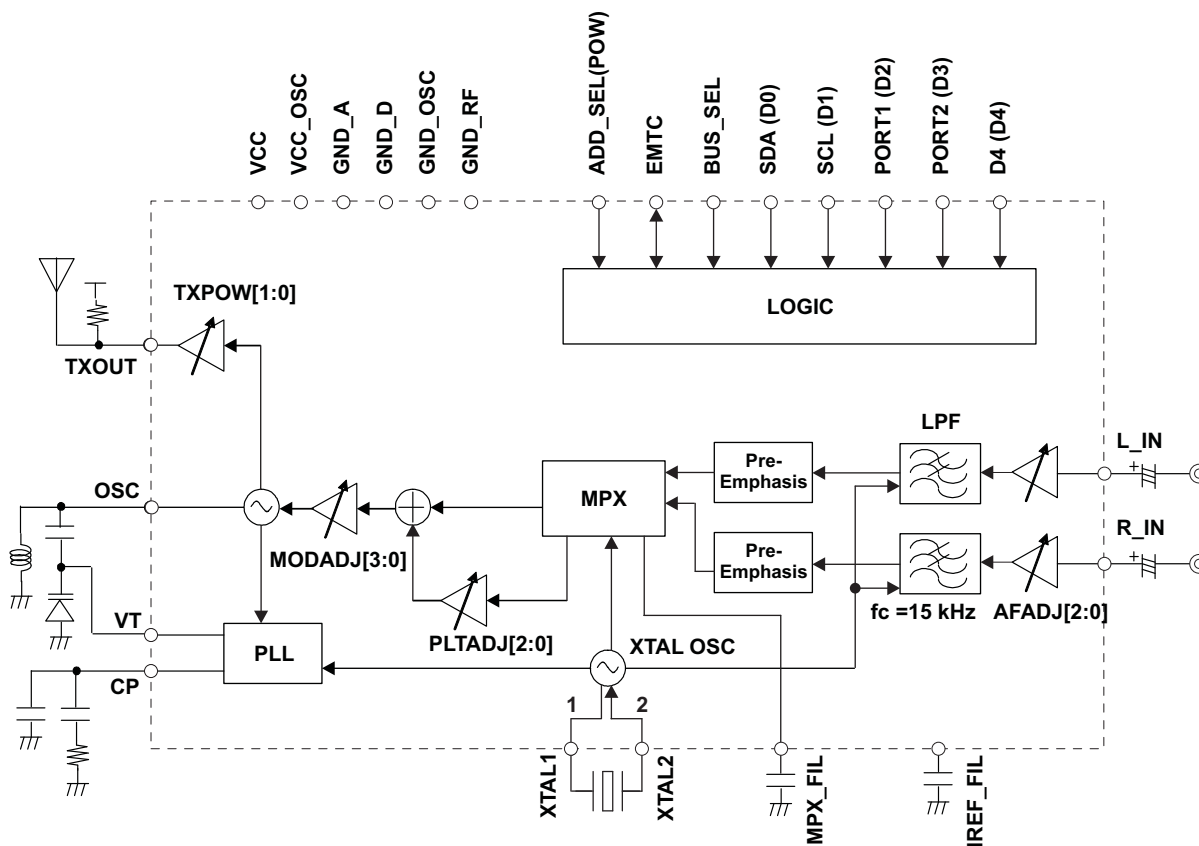 VCC
VCC_OSC
GND_A
GND_D
GND_OSC
GND_RF
ADD_SEL(POW)
EMTC
BUS_SEL
SDA (D0)
SCL (D1)
PORT1 (D2)
PORT2 (D3)
D4 (D4)
LOGIC
TXPOW[1:0]
TXOUT
LPF
L_IN
+
Pre-
Emphasis
MPX
OSC
MODADJ[3:0]
R_IN
+
Pre-
Emphasis
fc =15 kHz
AFADJ[2:0]
VT
PLL
PLTADJ[2:0]
XTAL OSC
CP
1
2
XTAL1
XTAL2
MPX_FIL
IREF_FIL